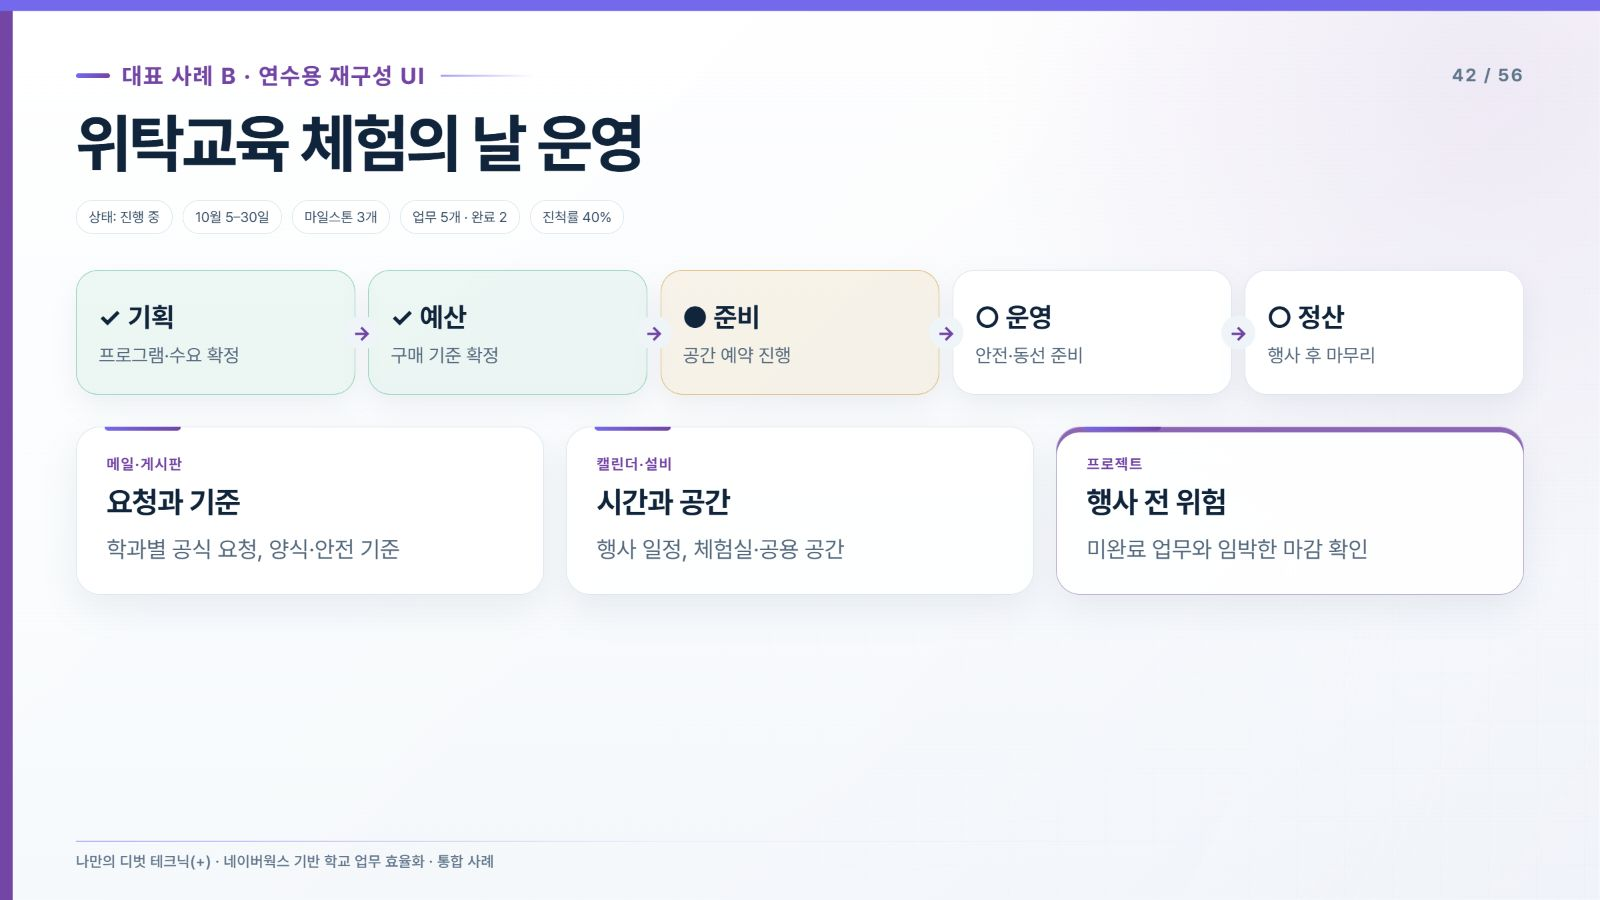 대표 사례 B · 연수용 재구성 UI
42 / 56
위탁교육 체험의 날 운영
상태: 진행 중
10월 5–30일
마일스톤 3개
업무 5개 · 완료 2
진척률 40%
✓ 기획
프로그램·수요 확정
→
✓ 예산
구매 기준 확정
→
● 준비
공간 예약 진행
→
○ 운영
안전·동선 준비
→
○ 정산
행사 후 마무리
메일·게시판
요청과 기준
학과별 공식 요청, 양식·안전 기준
캘린더·설비
시간과 공간
행사 일정, 체험실·공용 공간
프로젝트
행사 전 위험
미완료 업무와 임박한 마감 확인
나만의 디벗 테크닉(+) · 네이버웍스 기반 학교 업무 효율화 · 통합 사례